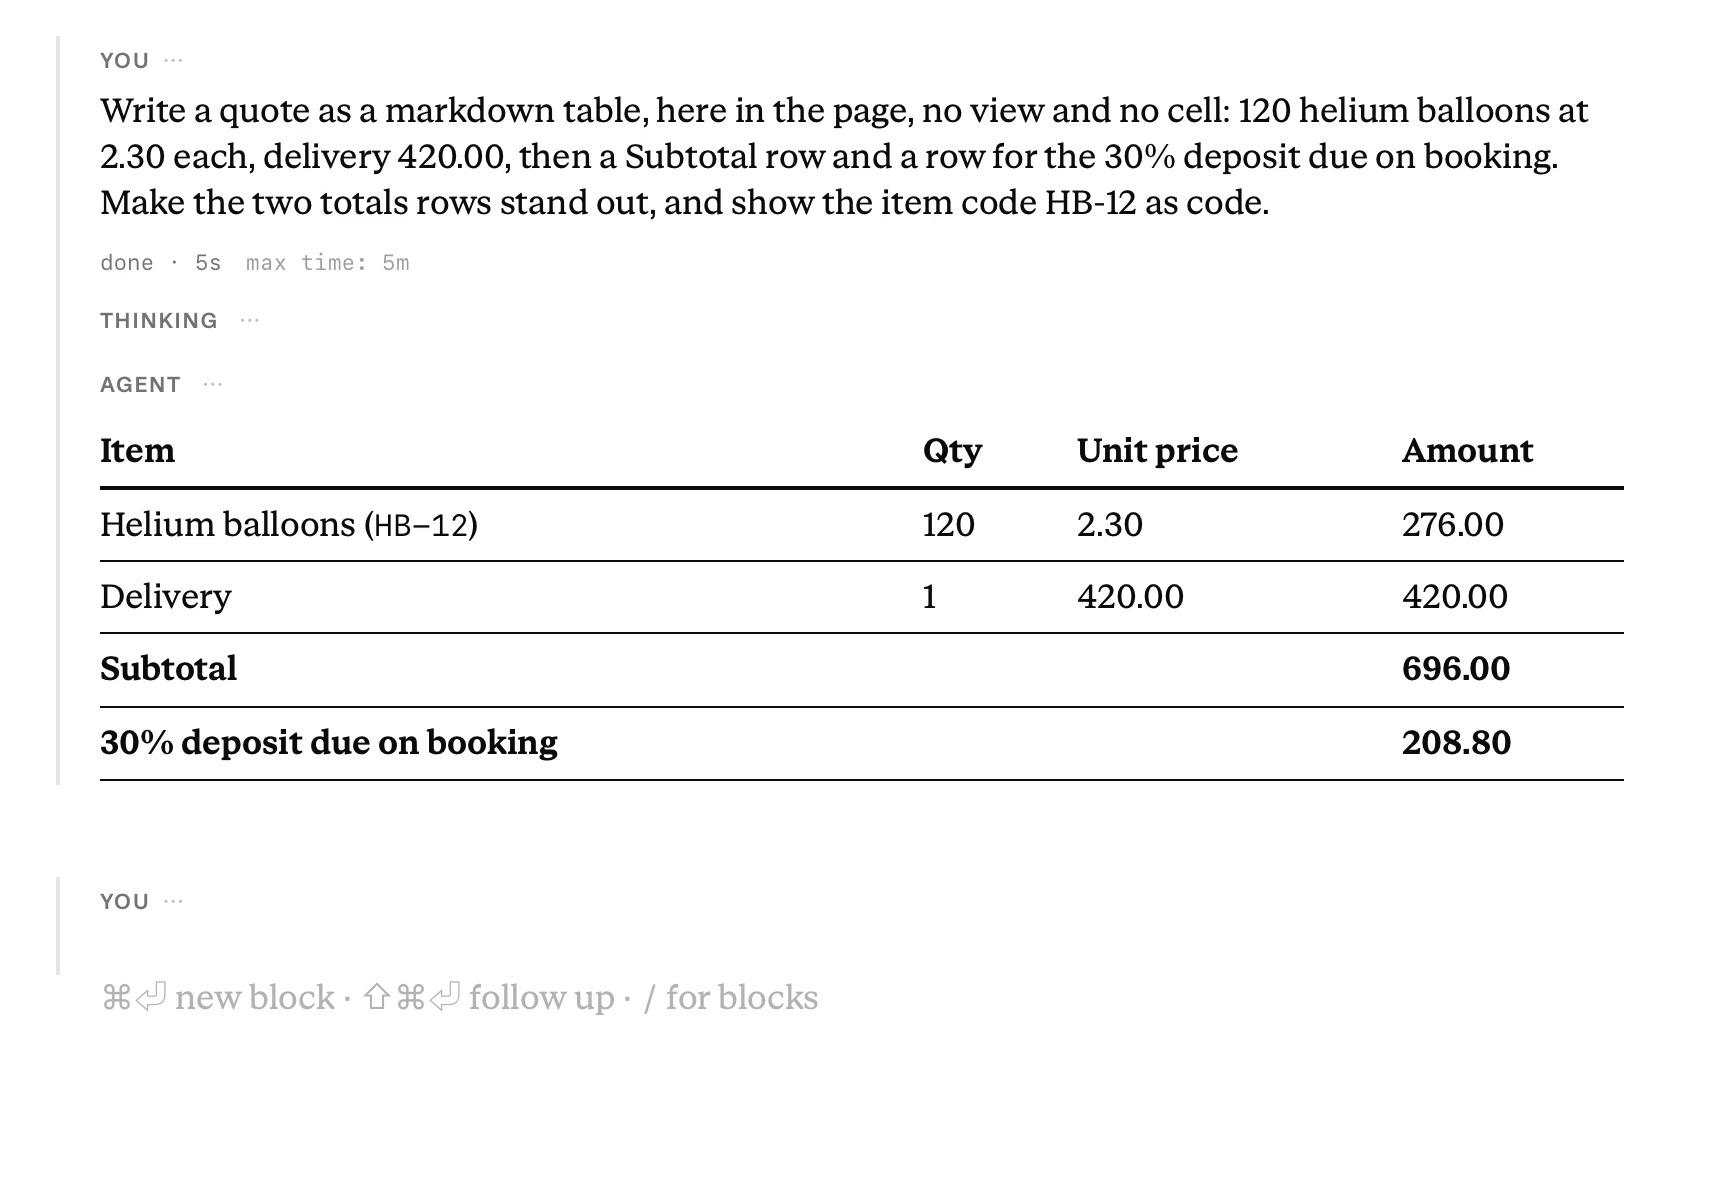 YOU ···
Write a quote as a markdown table, here in the page, no view and no cell: 120 helium balloons at
2.30 each, delivery 420.00, then a Subtotal row and a row for the 30% deposit due on booking.
Make the two totals rows stand out, and show the item code HB-12 as code.
done · 5s max time: 5m
THINKING ···
AGENT ···
Item Qty Unit price Amount
Helium balloons (HB-12) 120 2.30 276.00
Delivery 1 420.00 420.00
Subtotal 696.00
30% deposit due on booking 208.80
YOU ···
⌘⏎ new block · ⇧⌘⏎ follow up · / for blocks